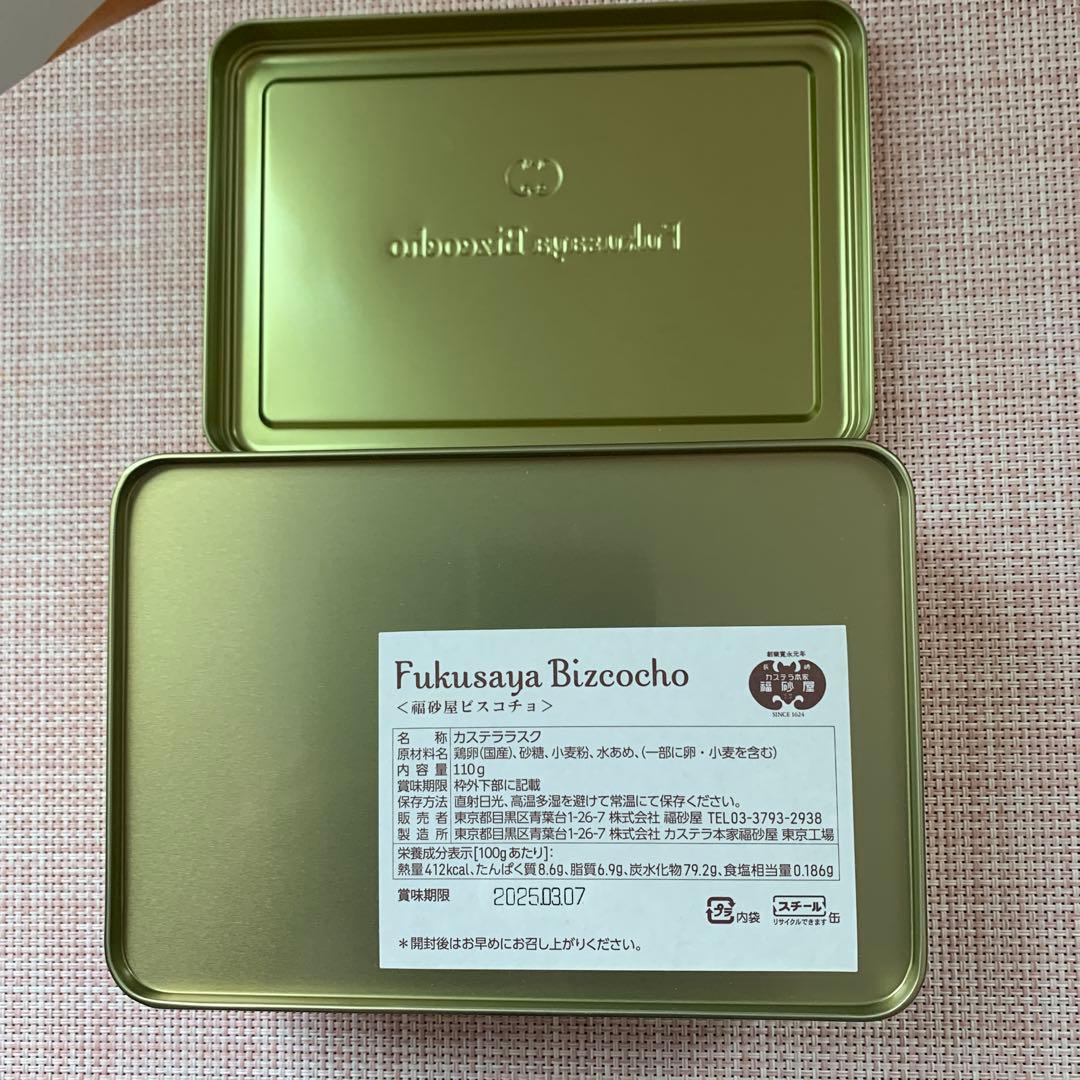 Fukusaya Bizcocho
Fukusaya Bizcocho
<福砂屋ビスコチョ>
創業寛永元年
長崎
カステラ本家
福砂屋
SINCE 1624
名称 カステララスク
原材料名 鶏卵(国産)、砂糖、小麦粉、水あめ、(一部に卵・小麦を含む)
内容量 110g
賞味期限 枠外下部に記載
保存方法 直射日光、高温多湿を避けて常温にて保存ください。
販売者 東京都目黒区青葉台1-26-7 株式会社 福砂屋 TEL03-3793-2938
製造所 東京都目黒区青葉台1-26-7 株式会社 カステラ本家福砂屋 東京工場
栄養成分表示[100gあたり]:
熱量412kcal、たんぱく質8.6g、脂質6.9g、炭水化物79.2g、食塩相当量0.186g
賞味期限 2025.03.07
プラ 内袋
スチール 缶
リサイクルできます
*開封後はお早めにお召し上がりください。